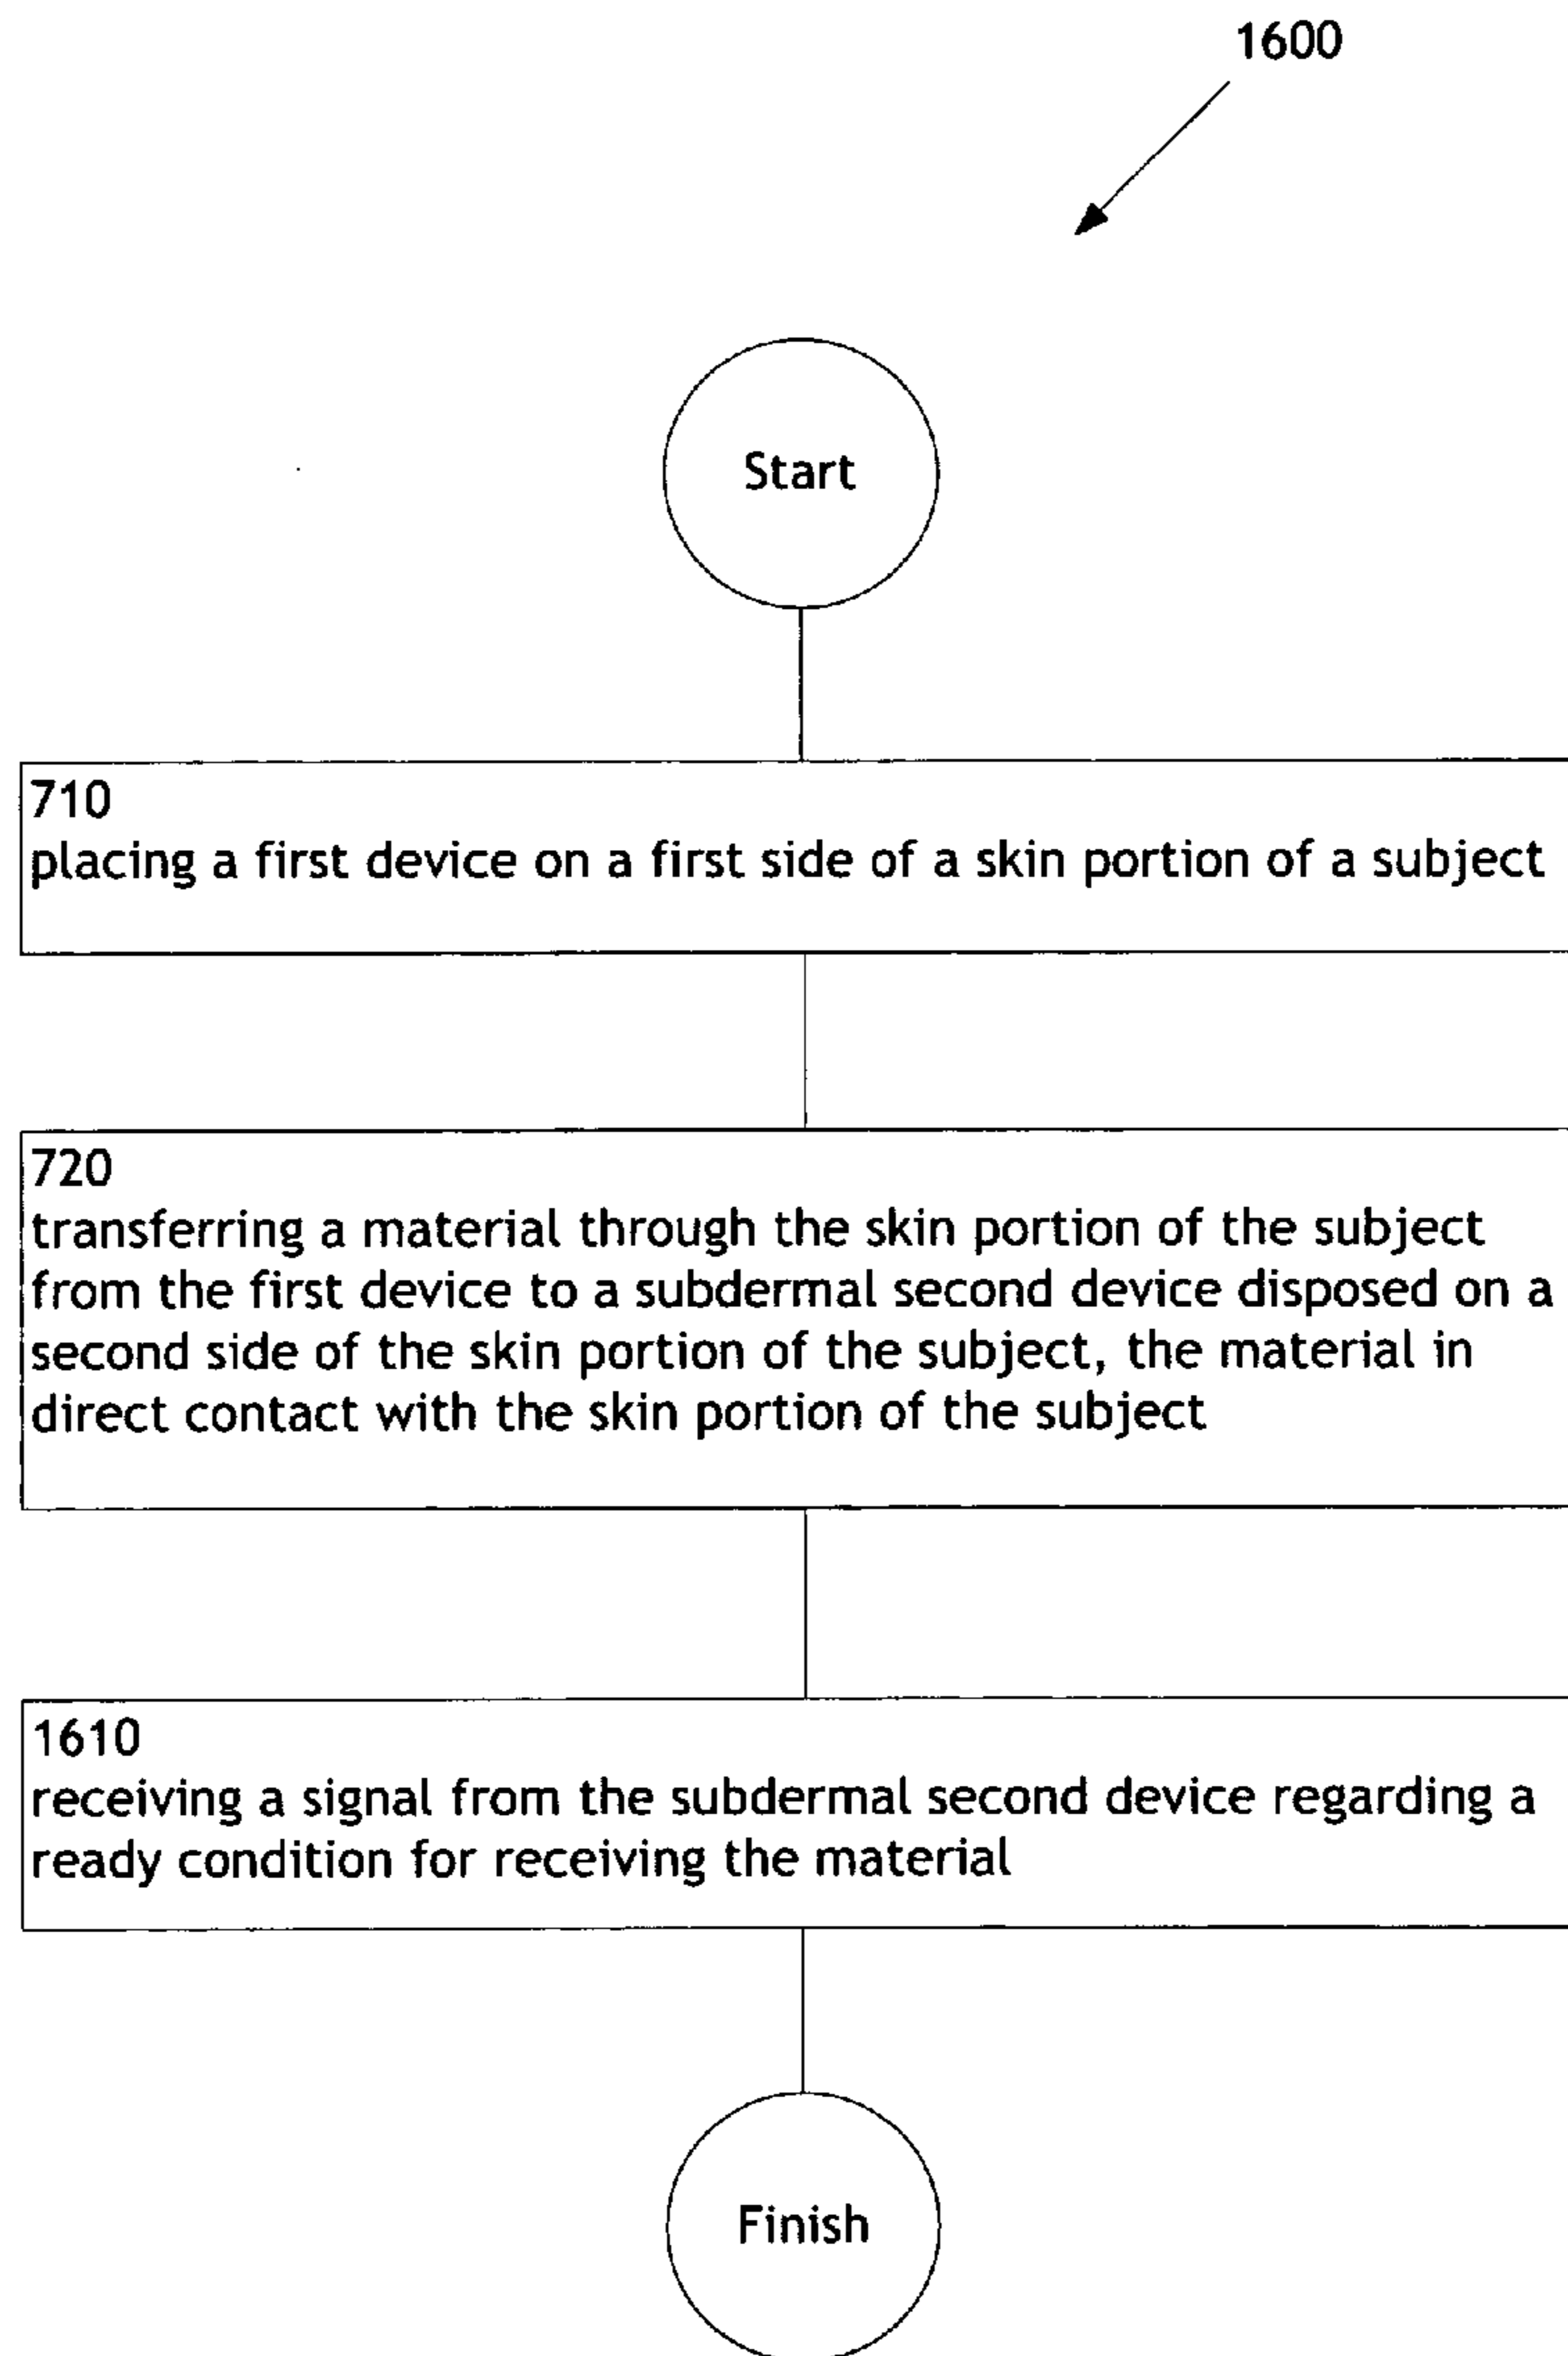 1600
Start
710
placing a first device on a first side of a skin portion of a subject
720
transferring a material through the skin portion of the subject
from the first device to a subdermal second device disposed on a
second side of the skin portion of the subject, the material in
direct contact with the skin portion of the subject
1610
receiving a signal from the subdermal second device regarding a
ready condition for receiving the material
Finish